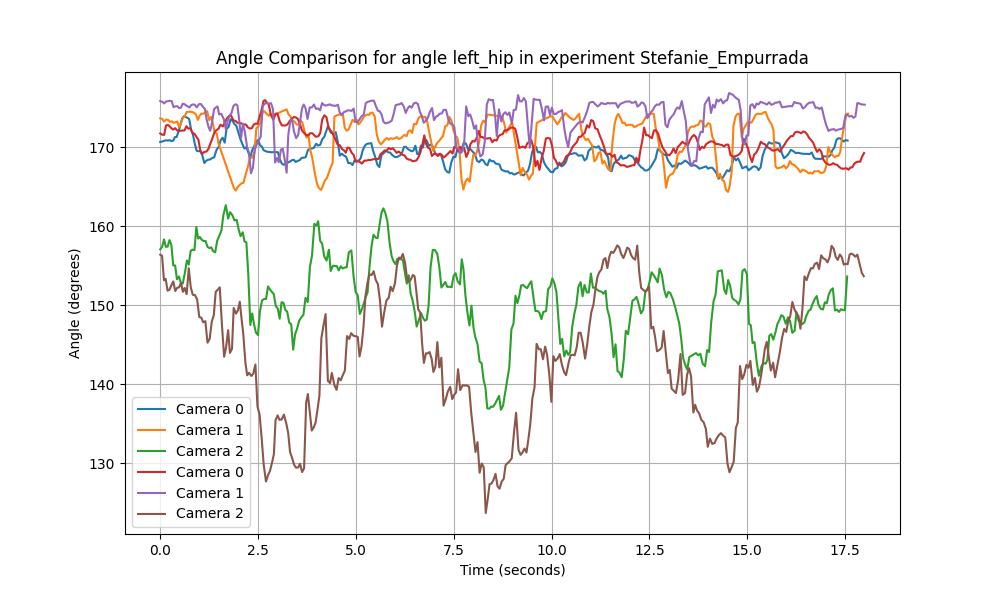 Angle Comparison for angle left_hip in experiment Stefanie_Empurrada
Angle (degrees)
170
160
150
140
130
Camera 0
Camera 1
Camera 2
Camera 0
Camera 1
Camera 2
0.0 2.5 5.0 7.5 10.0 12.5 15.0 17.5
Time (seconds)